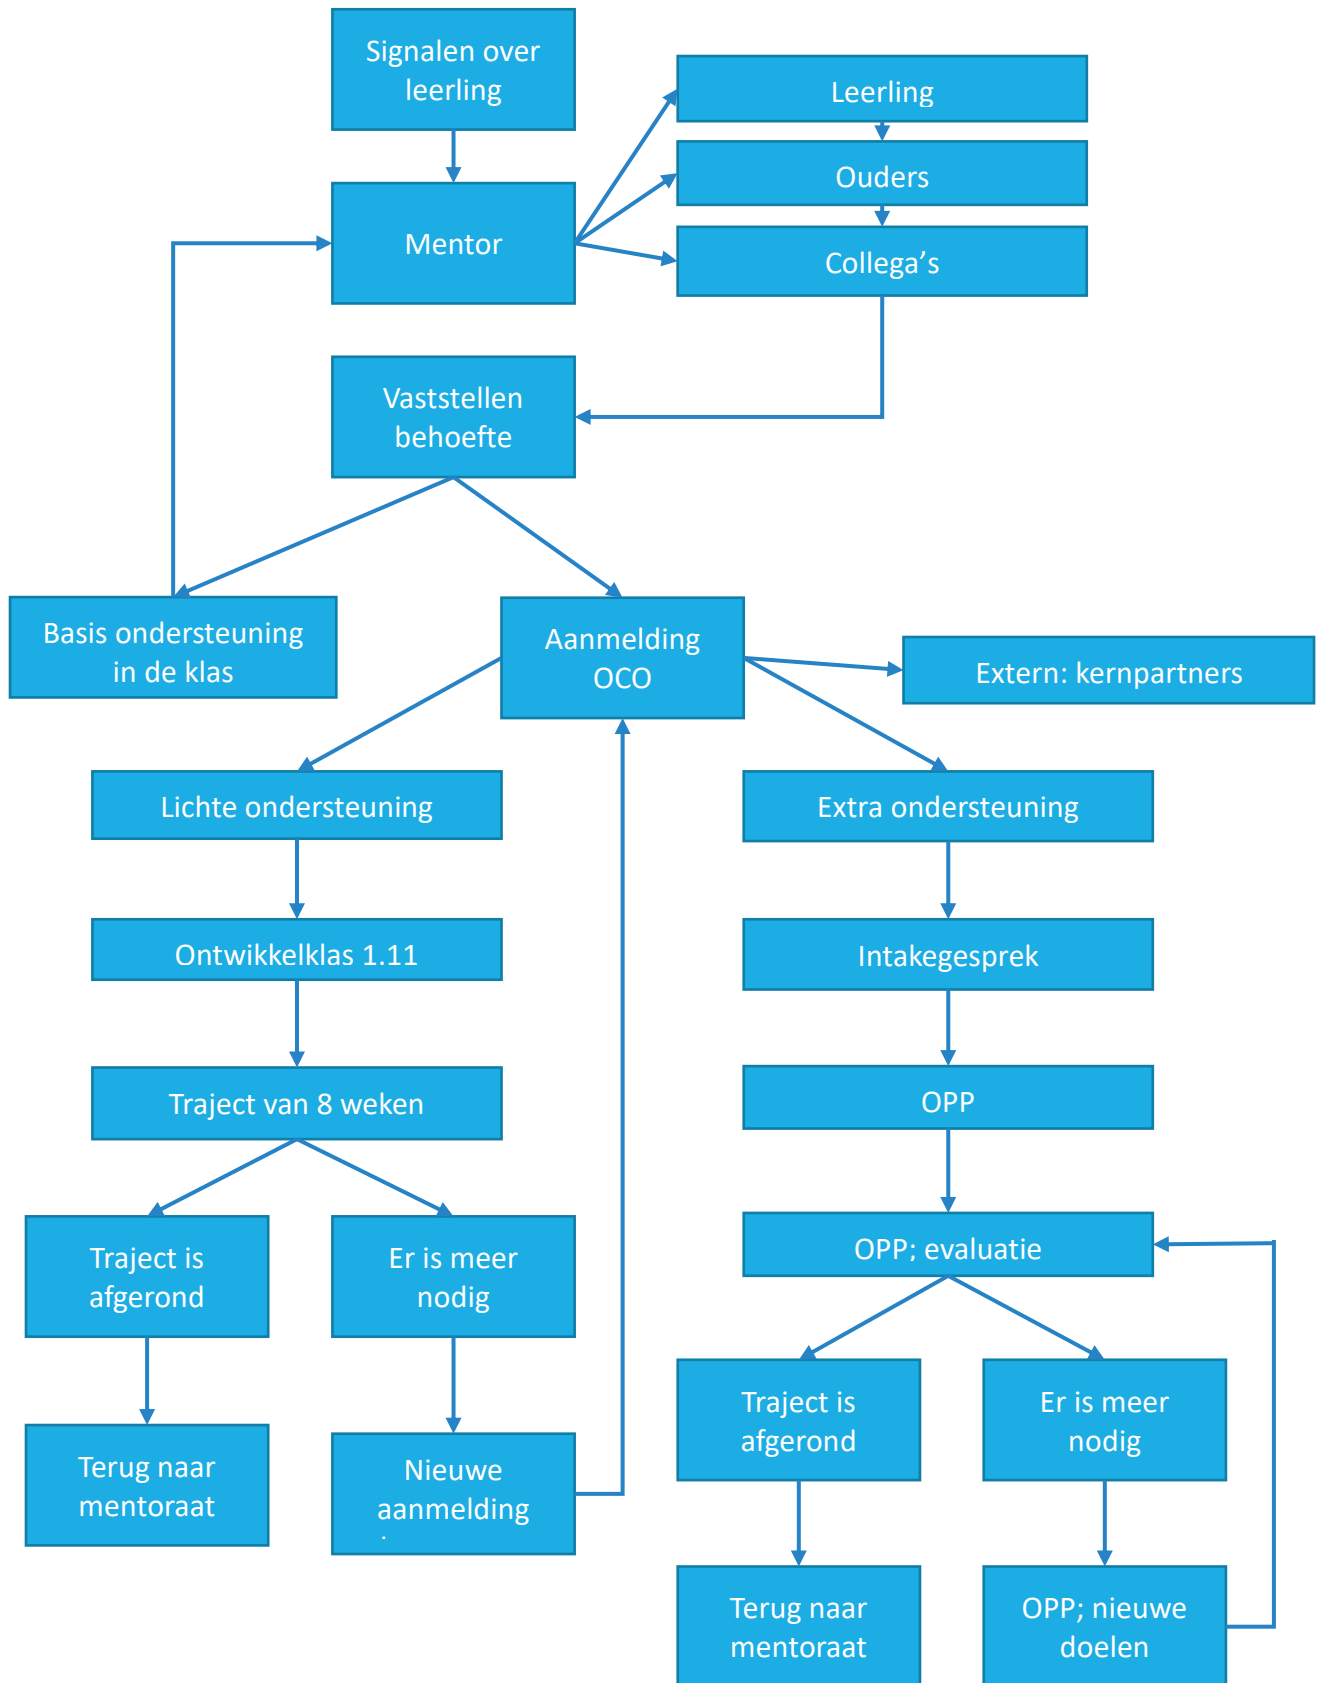 Signalen over
leerling
Leerling
Ouders
Mentor
Collega's
Vaststellen
behoefte
Basis ondersteuning
in de klas
Aanmelding
OCO
Extern: kernpartners
Lichte ondersteuning
Extra ondersteuning
Ontwikkelklas 1.11
Intakegesprek
Traject van 8 weken
OPP
Traject is
afgerond
Er is meer
nodig
OPP; evaluatie
Terug naar
mentoraat
Nieuwe
aanmelding
Traject is
afgerond
Er is meer
nodig
Terug naar
mentoraat
OPP; nieuwe
doelen